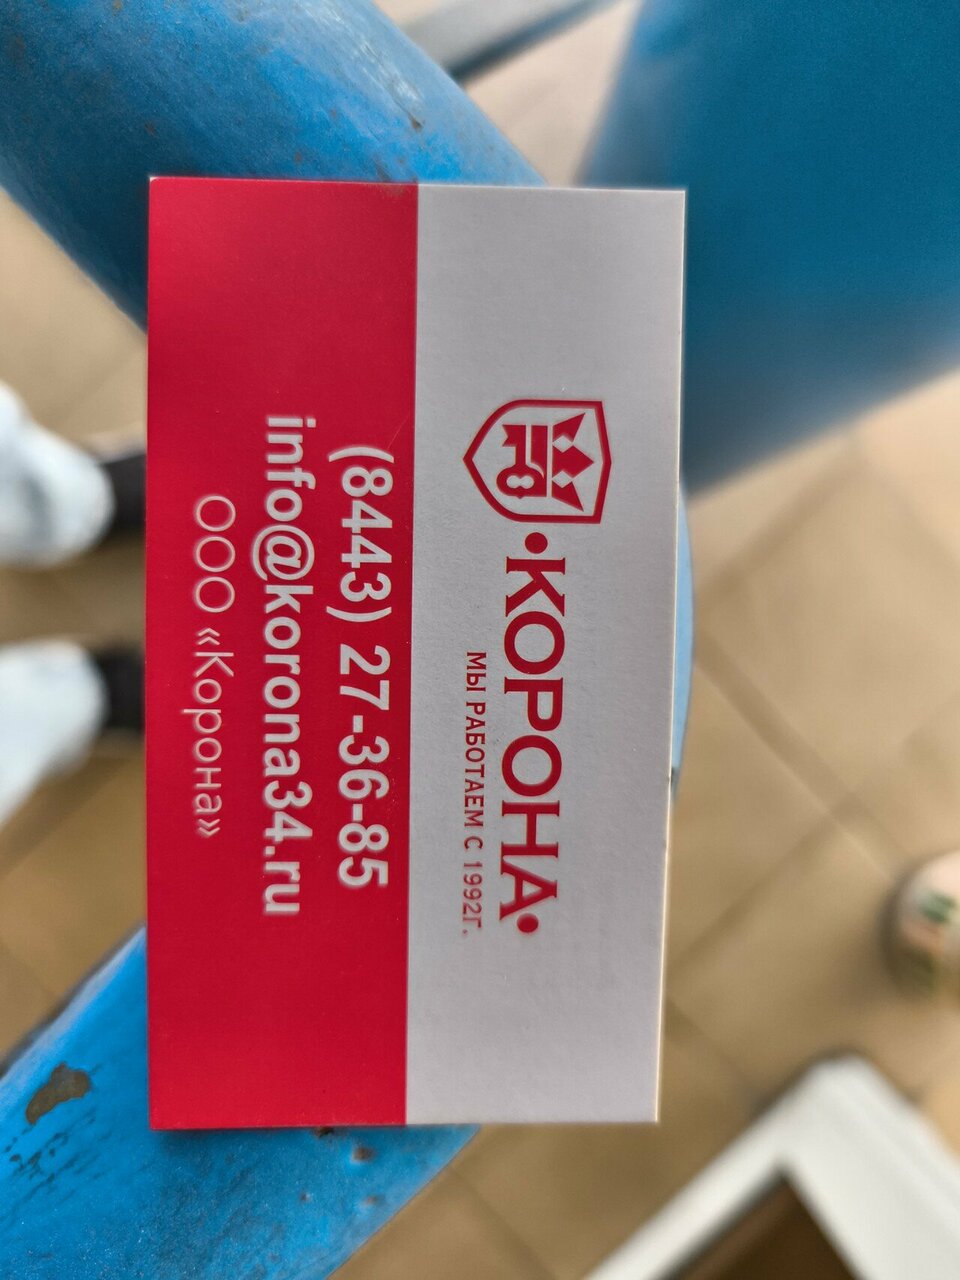 •КОРОНА•
МЫ РАБОТАЕМ С 1992Г.
(8443) 27-36-85
info@korona34.ru
ООО «Корона»